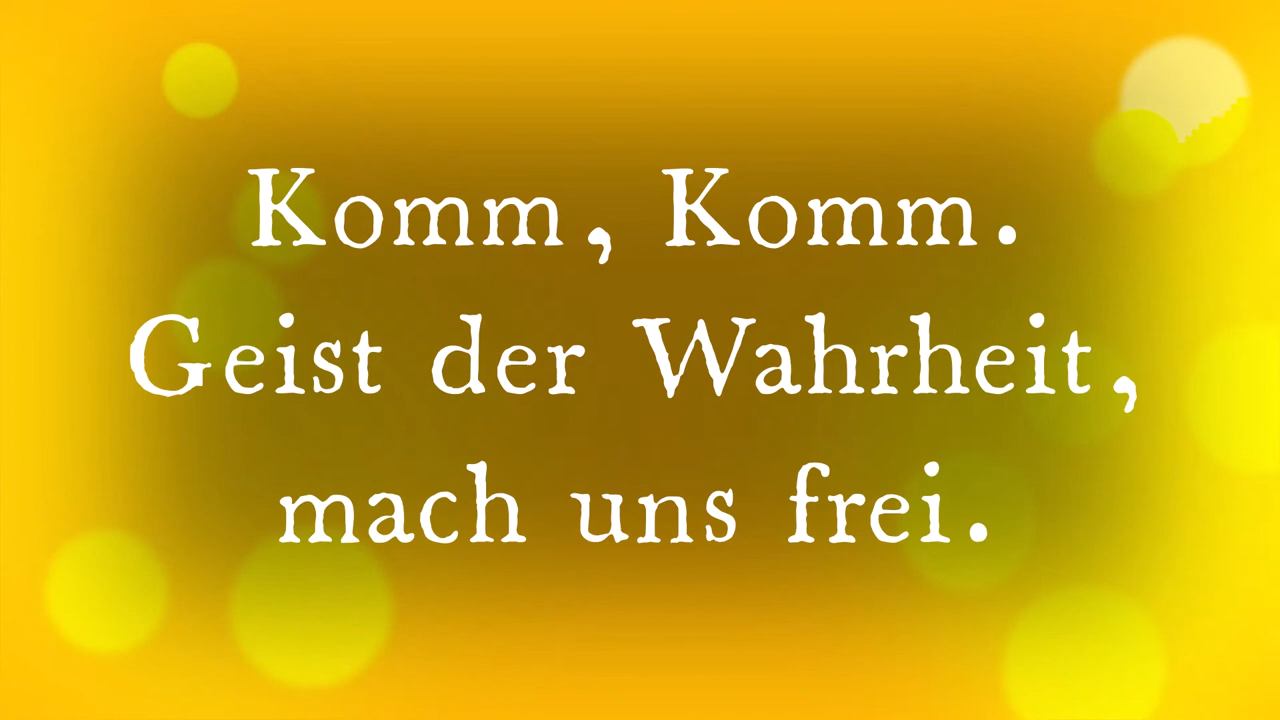 Komm, Komm.
Geist der Wahrheit,
mach uns frei.